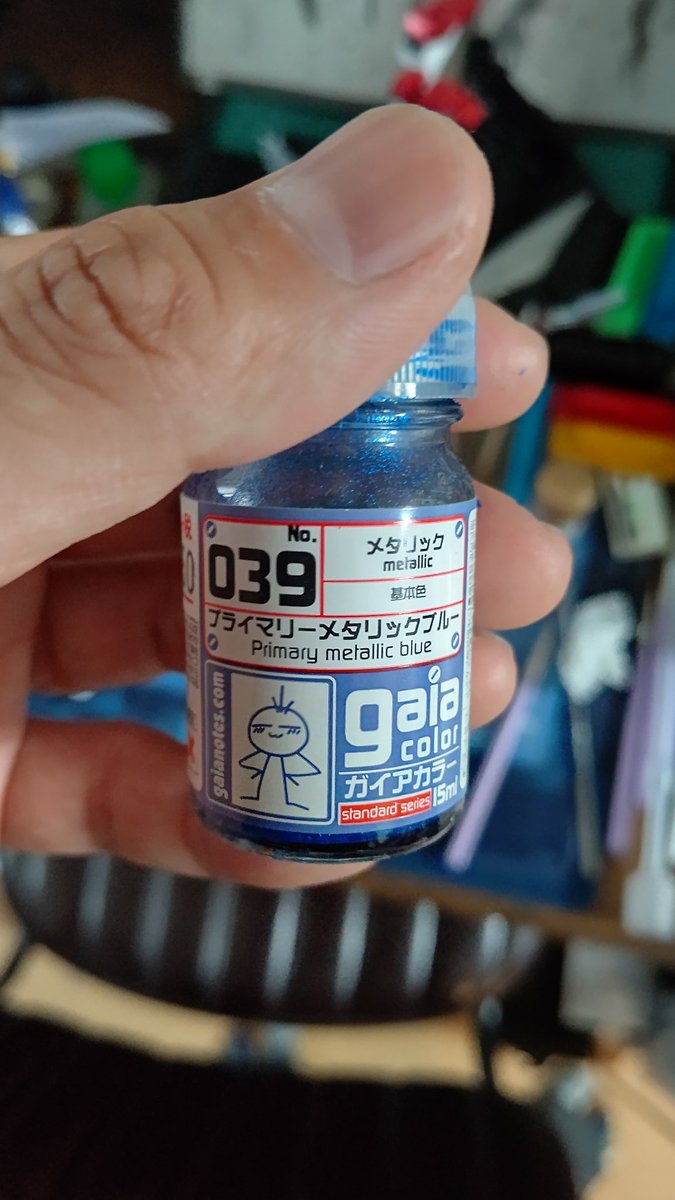 No.
039
メタリック
metallic
基本色
プライマリーメタリックブルー
Primary metallic blue
gaianotes.com
gaia
color
ガイアカラー
standard series
15ml